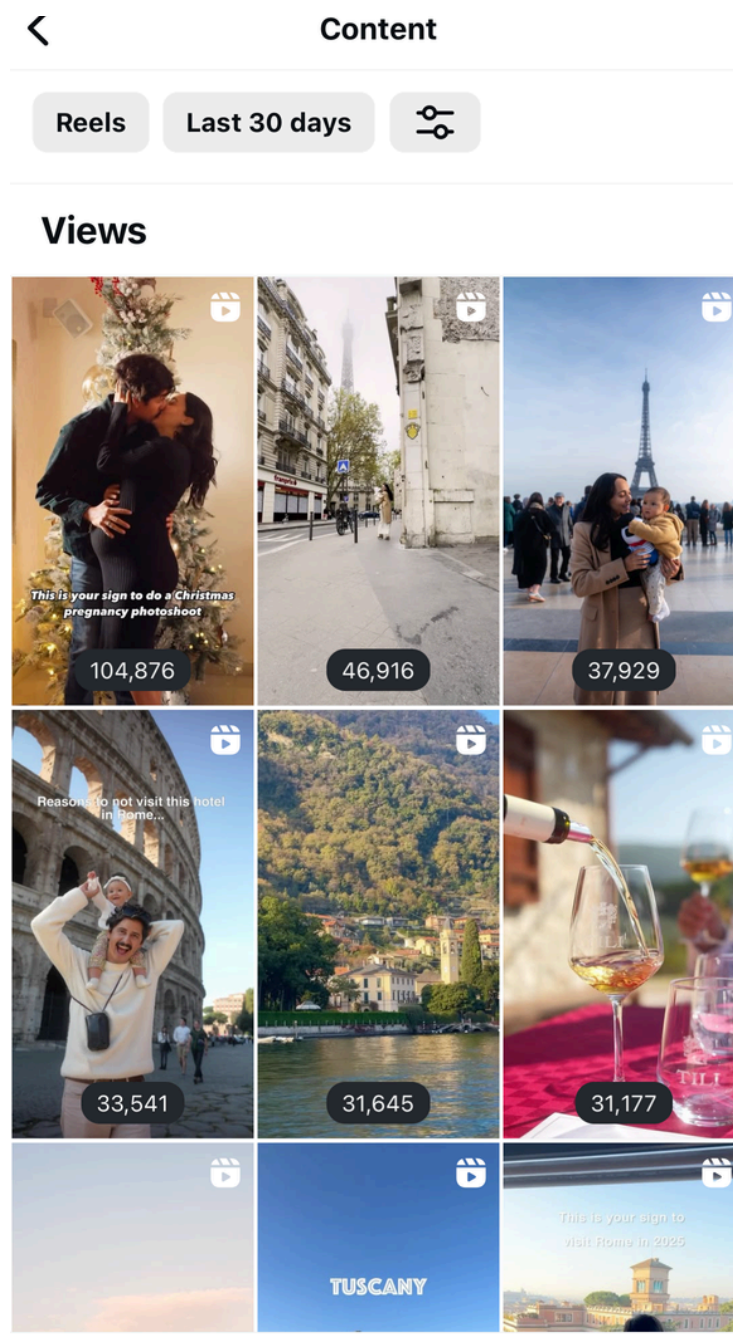 Content
Reels
Last 30 days
Views
This is your sign to do a Christmas
pregnancy photoshoot
104,876
46,916
37,929
Reasons to not visit this hotel
in Rome...
33,541
31,645
TILI
31,177
TUSCANY
This is your sign to
visit Rome in 2025